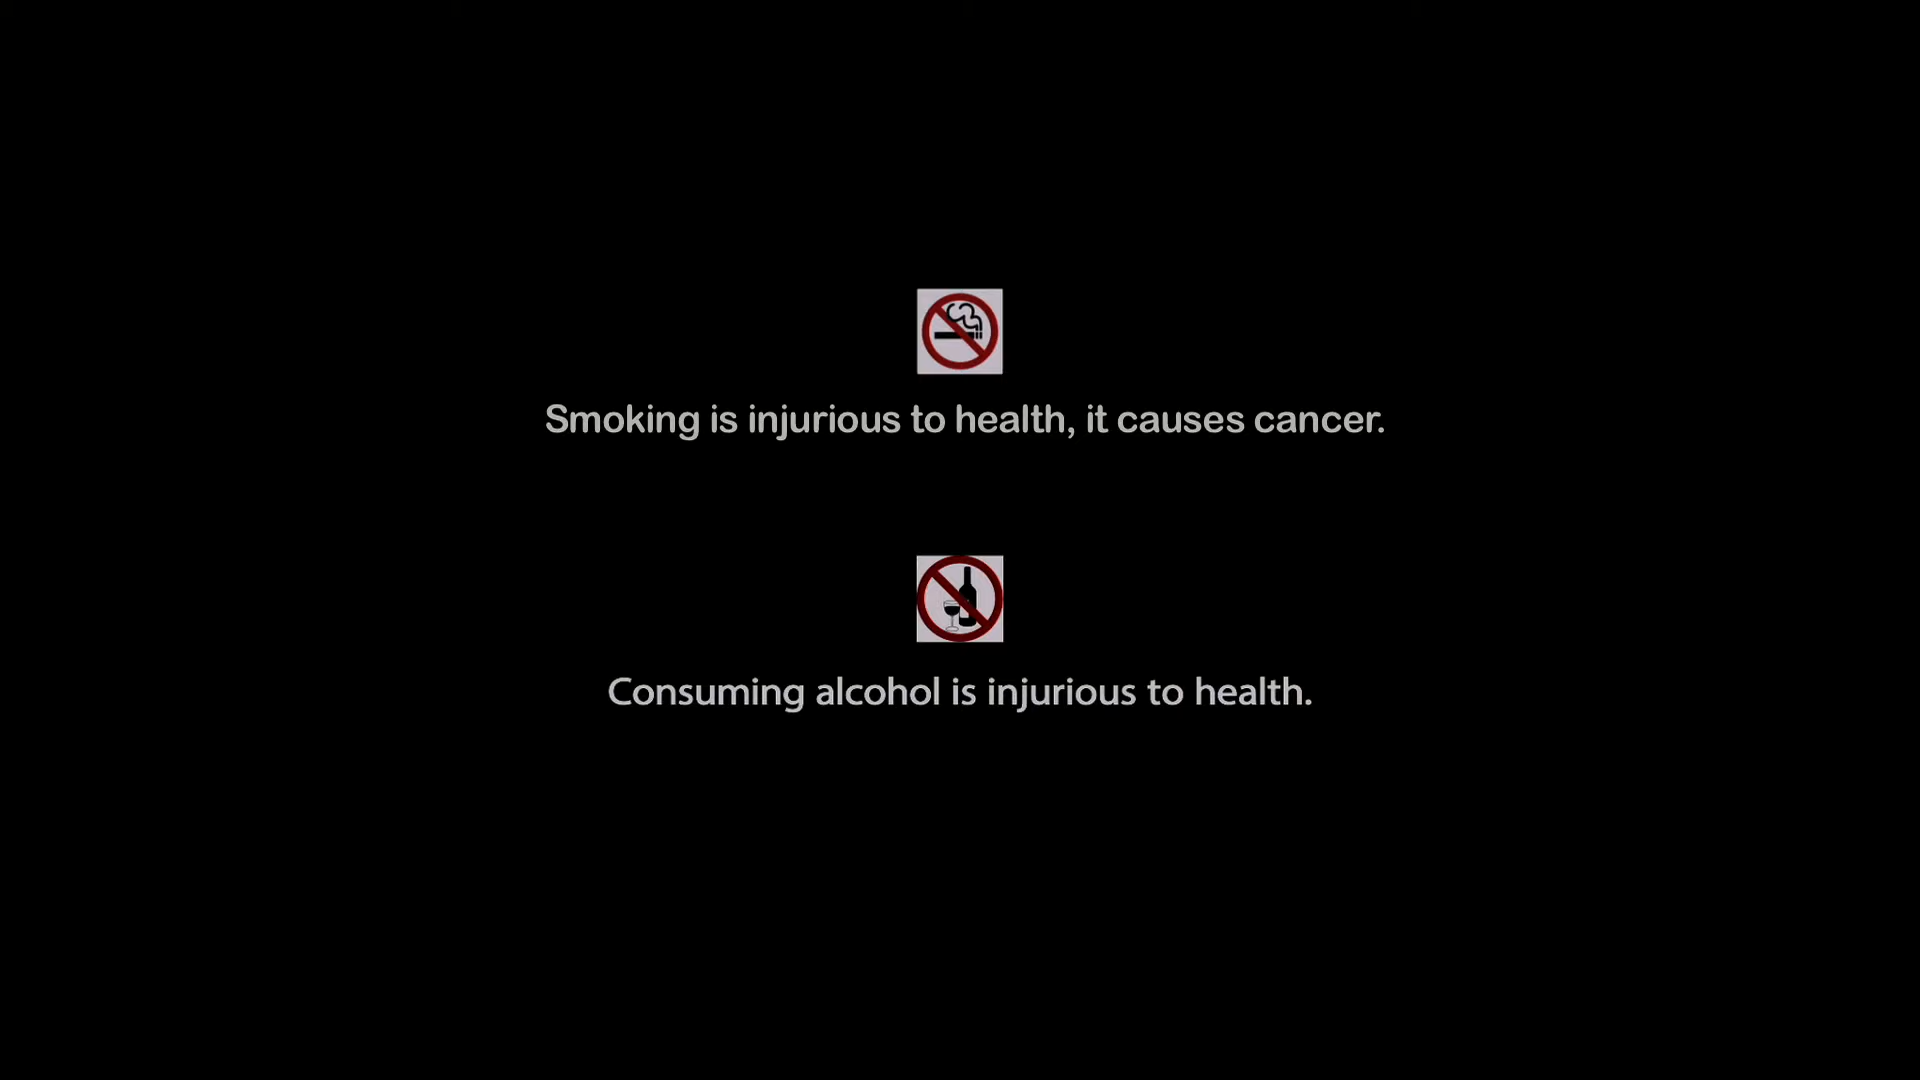 Smoking is injurious to health, it causes cancer.
Consuming alcohol is injurious to health.